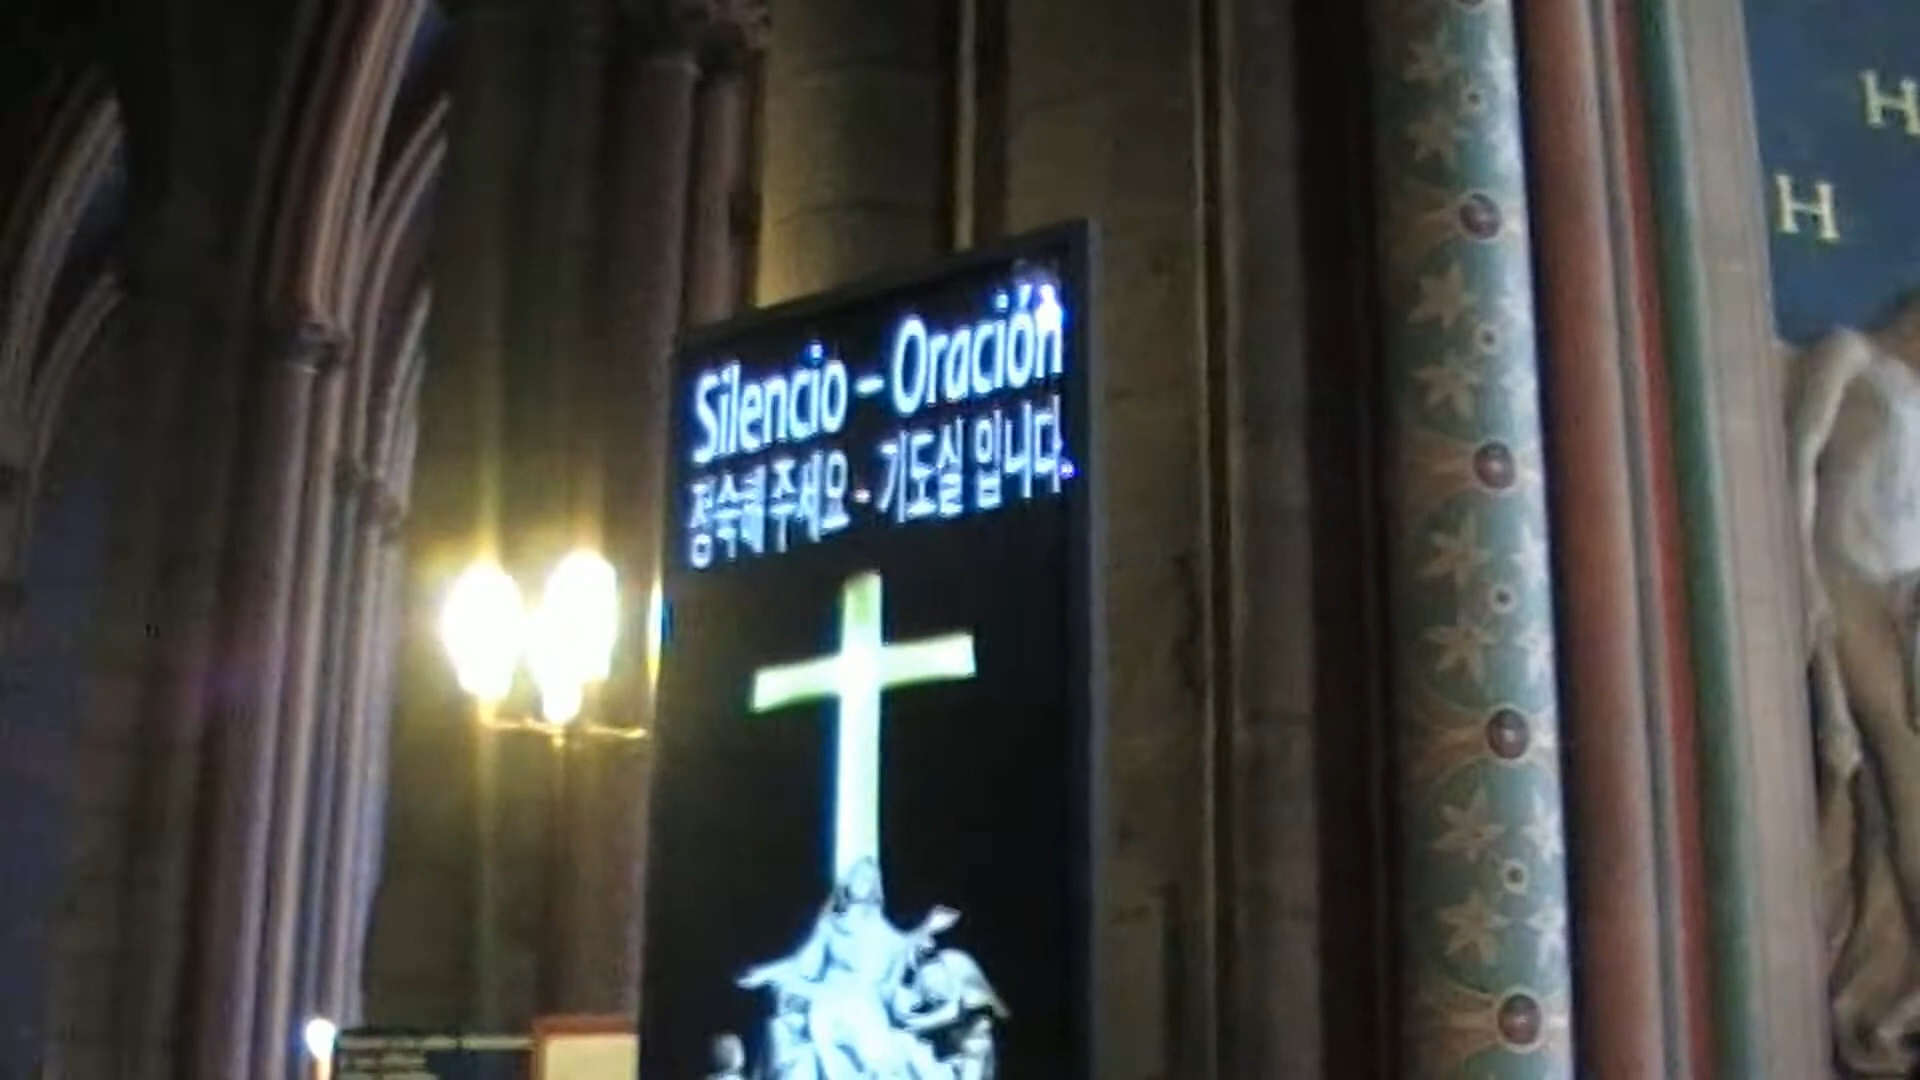 Silencio – Oración
정숙해 주세요 - 기도실 입니다.
H
H